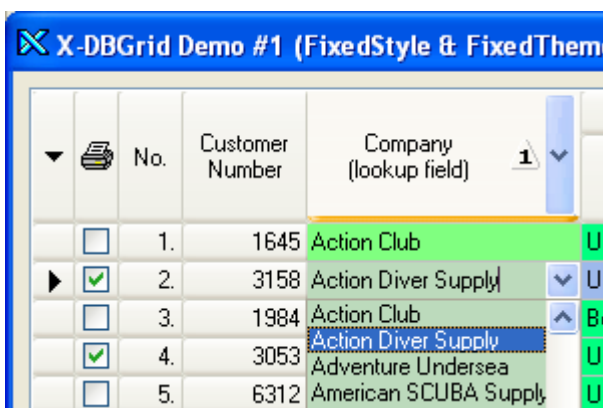 X-DBGrid Demo #1 (FixedStyle & FixedTheme
No. Customer Number Company (lookup field) 1
1. 1645 Action Club U
2. 3158 Action Diver Supply U
3. 1984 Action Club B
Action Diver Supply
4. 3053 Adventure Undersea U
5. 6312 American SCUBA Supply U